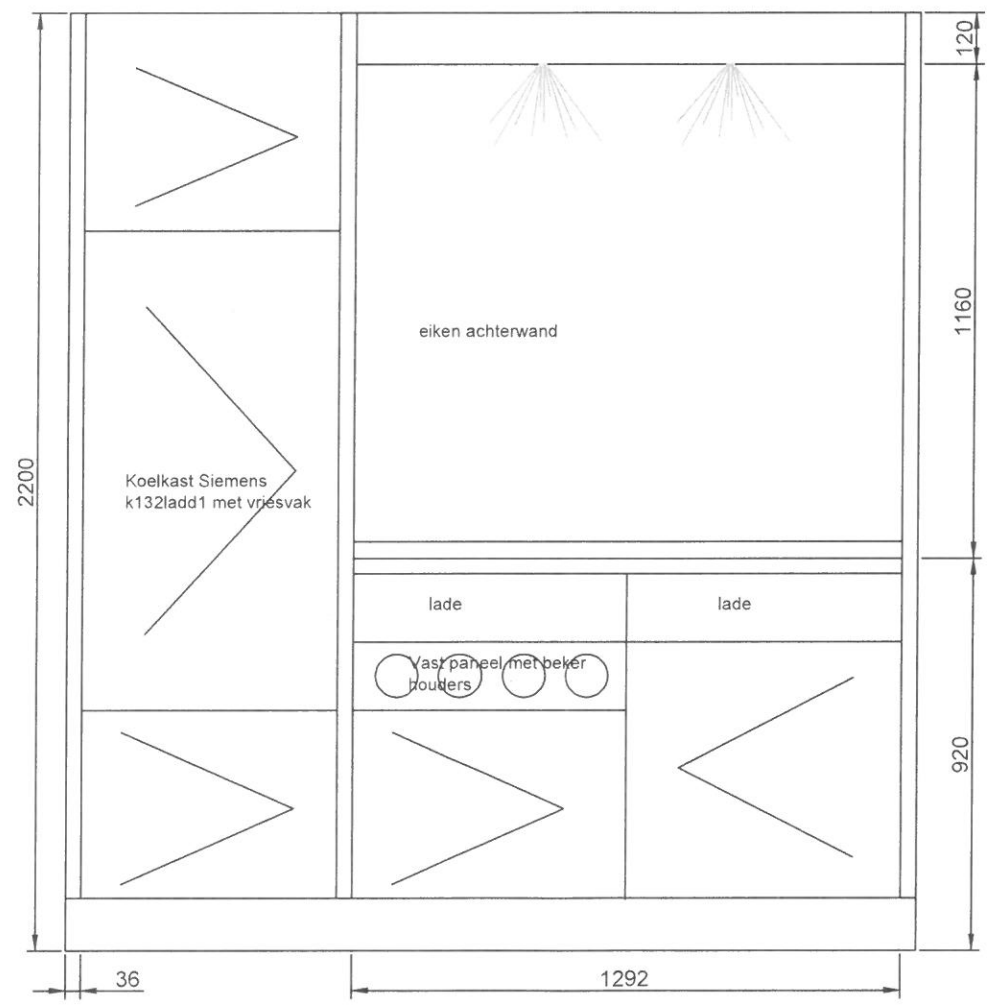 120
eiken achterwand
1160
2200
Koelkast Siemens
k132ladd1 met vriesvak
lade
lade
Vast paneel met beker
houders
920
36
1292